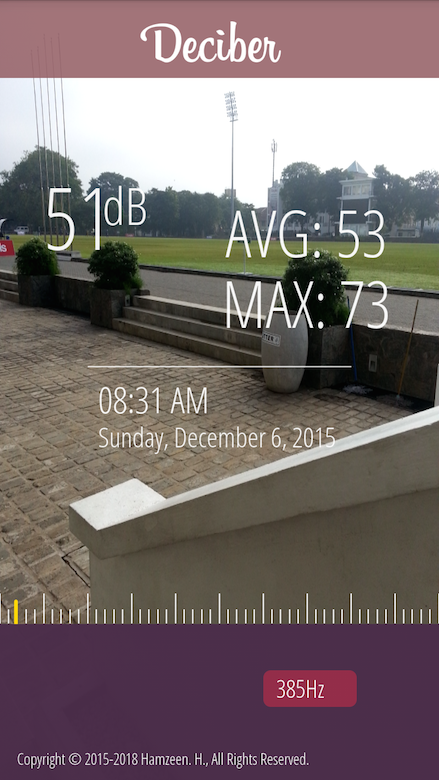 Deciber
51dB
AVG: 53
MAX: 73
08:31 AM
Sunday, December 6, 2015
385Hz
Copyright © 2015-2018 Hamzeen. H., All Rights Reserved.